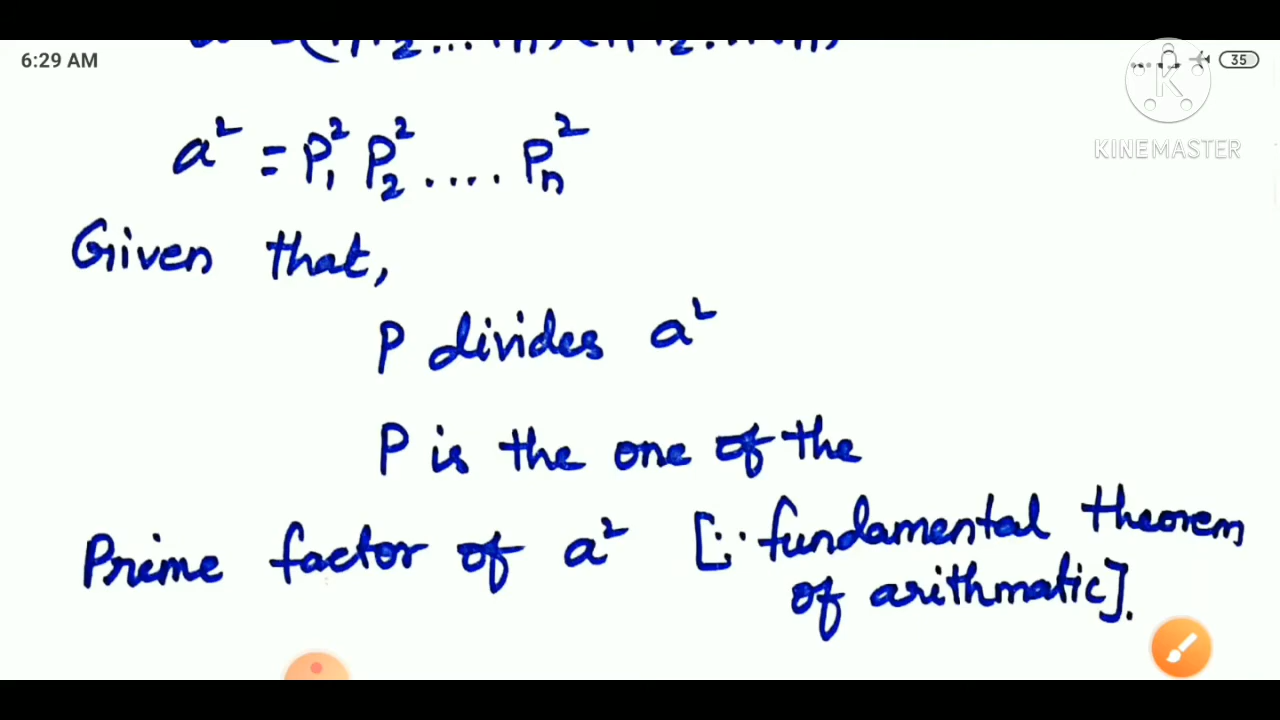 6:29 AM
35
K
KINEMASTER
a² = P₁² P₂² .... Pₙ²
Given that,
P divides a²
P is the one of the
Prime factor of a² [∵ fundamental theorem
of arithmatic].